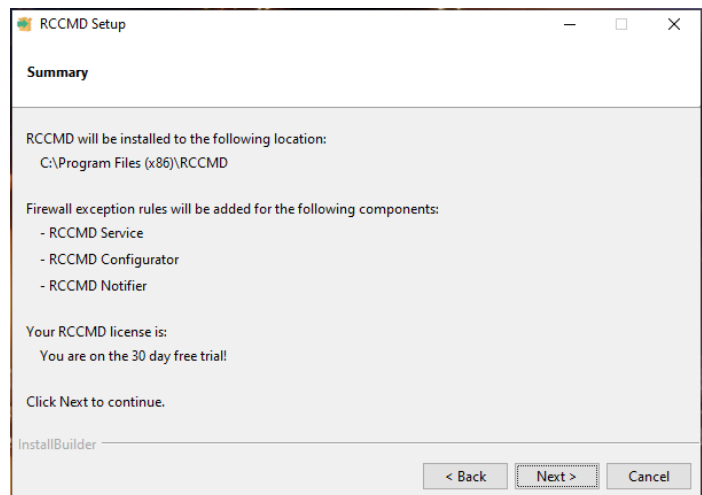 RCCMD Setup
Summary
RCCMD will be installed to the following location:
C:\Program Files (x86)\RCCMD
Firewall exception rules will be added for the following components:
- RCCMD Service
- RCCMD Configurator
- RCCMD Notifier
Your RCCMD license is:
You are on the 30 day free trial!
Click Next to continue.
InstallBuilder
< Back Next > Cancel